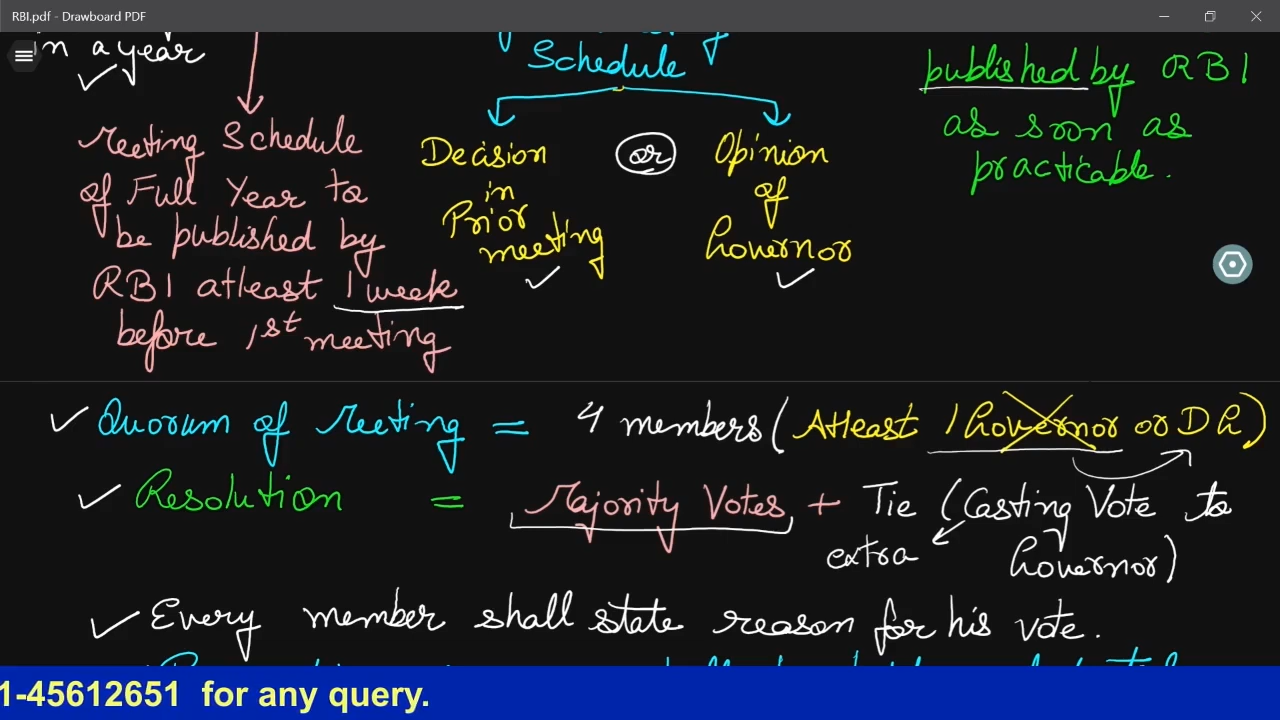 RBI.pdf - Drawboard PDF
in a year
Schedule
published by RBI
as soon as
practicable.
Meeting Schedule
of Full Year to
be published by
RBI atleast 1 week
before 1st meeting
Decision
in
Prior
meeting
or
Opinion
of
Governor
Quorum of Meeting = 4 members (Atleast 1 Governor or DG)
Resolution = Majority Votes + Tie (Casting Vote to
extra Governor)
Every member shall state reason for his vote.
1-45612651 for any query.